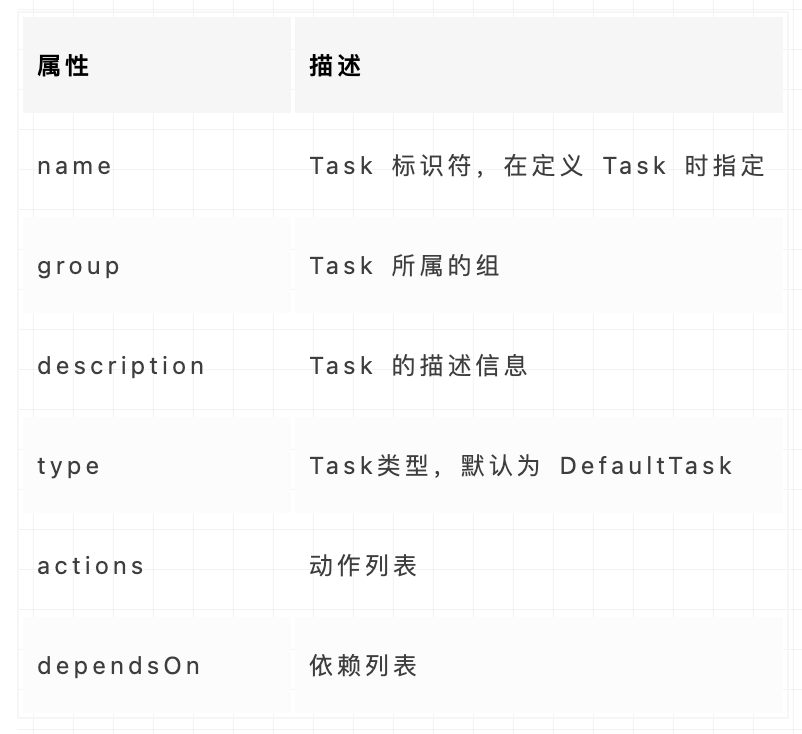 属性 描述
name Task 标识符，在定义 Task 时指定
group Task 所属的组
description Task 的描述信息
type Task类型，默认为 DefaultTask
actions 动作列表
dependsOn 依赖列表